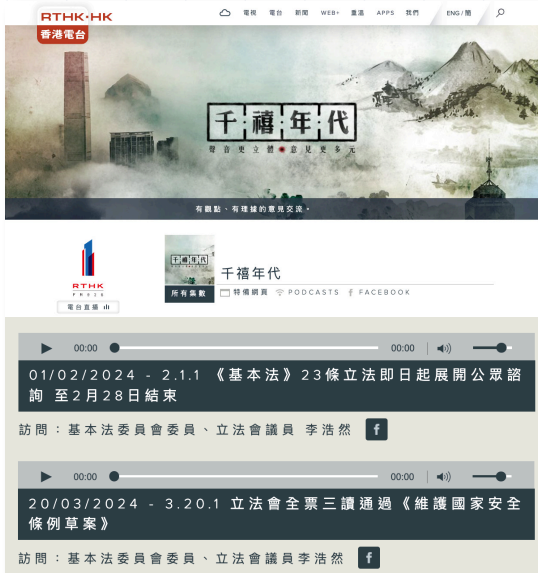 RTHK·HK
香港電台
電視 電台 新聞 WEB+ 重溫 APPS 我們 ENG / 簡
千禧年代
聲音更立體 意見更多元
有觀點、有理據的意見交流。
RTHK
電台直播
千禧年代
所有集數
千禧年代
特備網頁 PODCASTS FACEBOOK
00:00 00:00
01/02/2024 - 2.1.1 《基本法》23條立法即日起展開公眾諮
詢 至2月28日結束
訪問：基本法委員會委員、立法會議員 李浩然
00:00 00:00
20/03/2024 - 3.20.1 立法會全票三讀通過《維護國家安全
條例草案》
訪問：基本法委員會委員、立法會議員李浩然